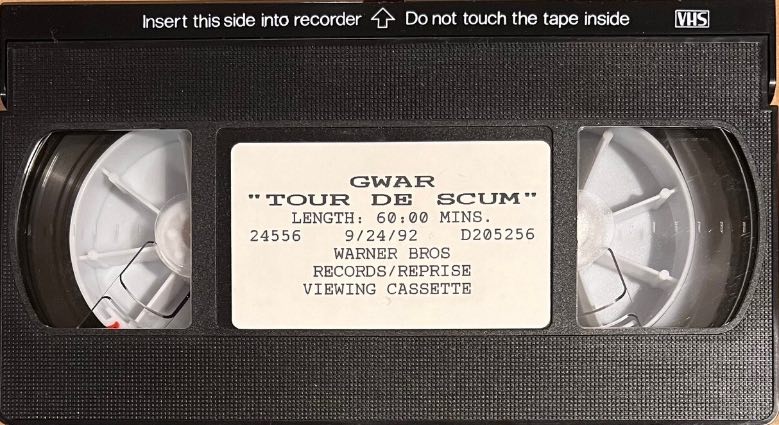 Insert this side into recorder ⇧ Do not touch the tape inside VHS
GWAR
"TOUR DE SCUM"
LENGTH: 60:00 MINS.
24556 9/24/92 D205256
WARNER BROS
RECORDS/REPRISE
VIEWING CASSETTE